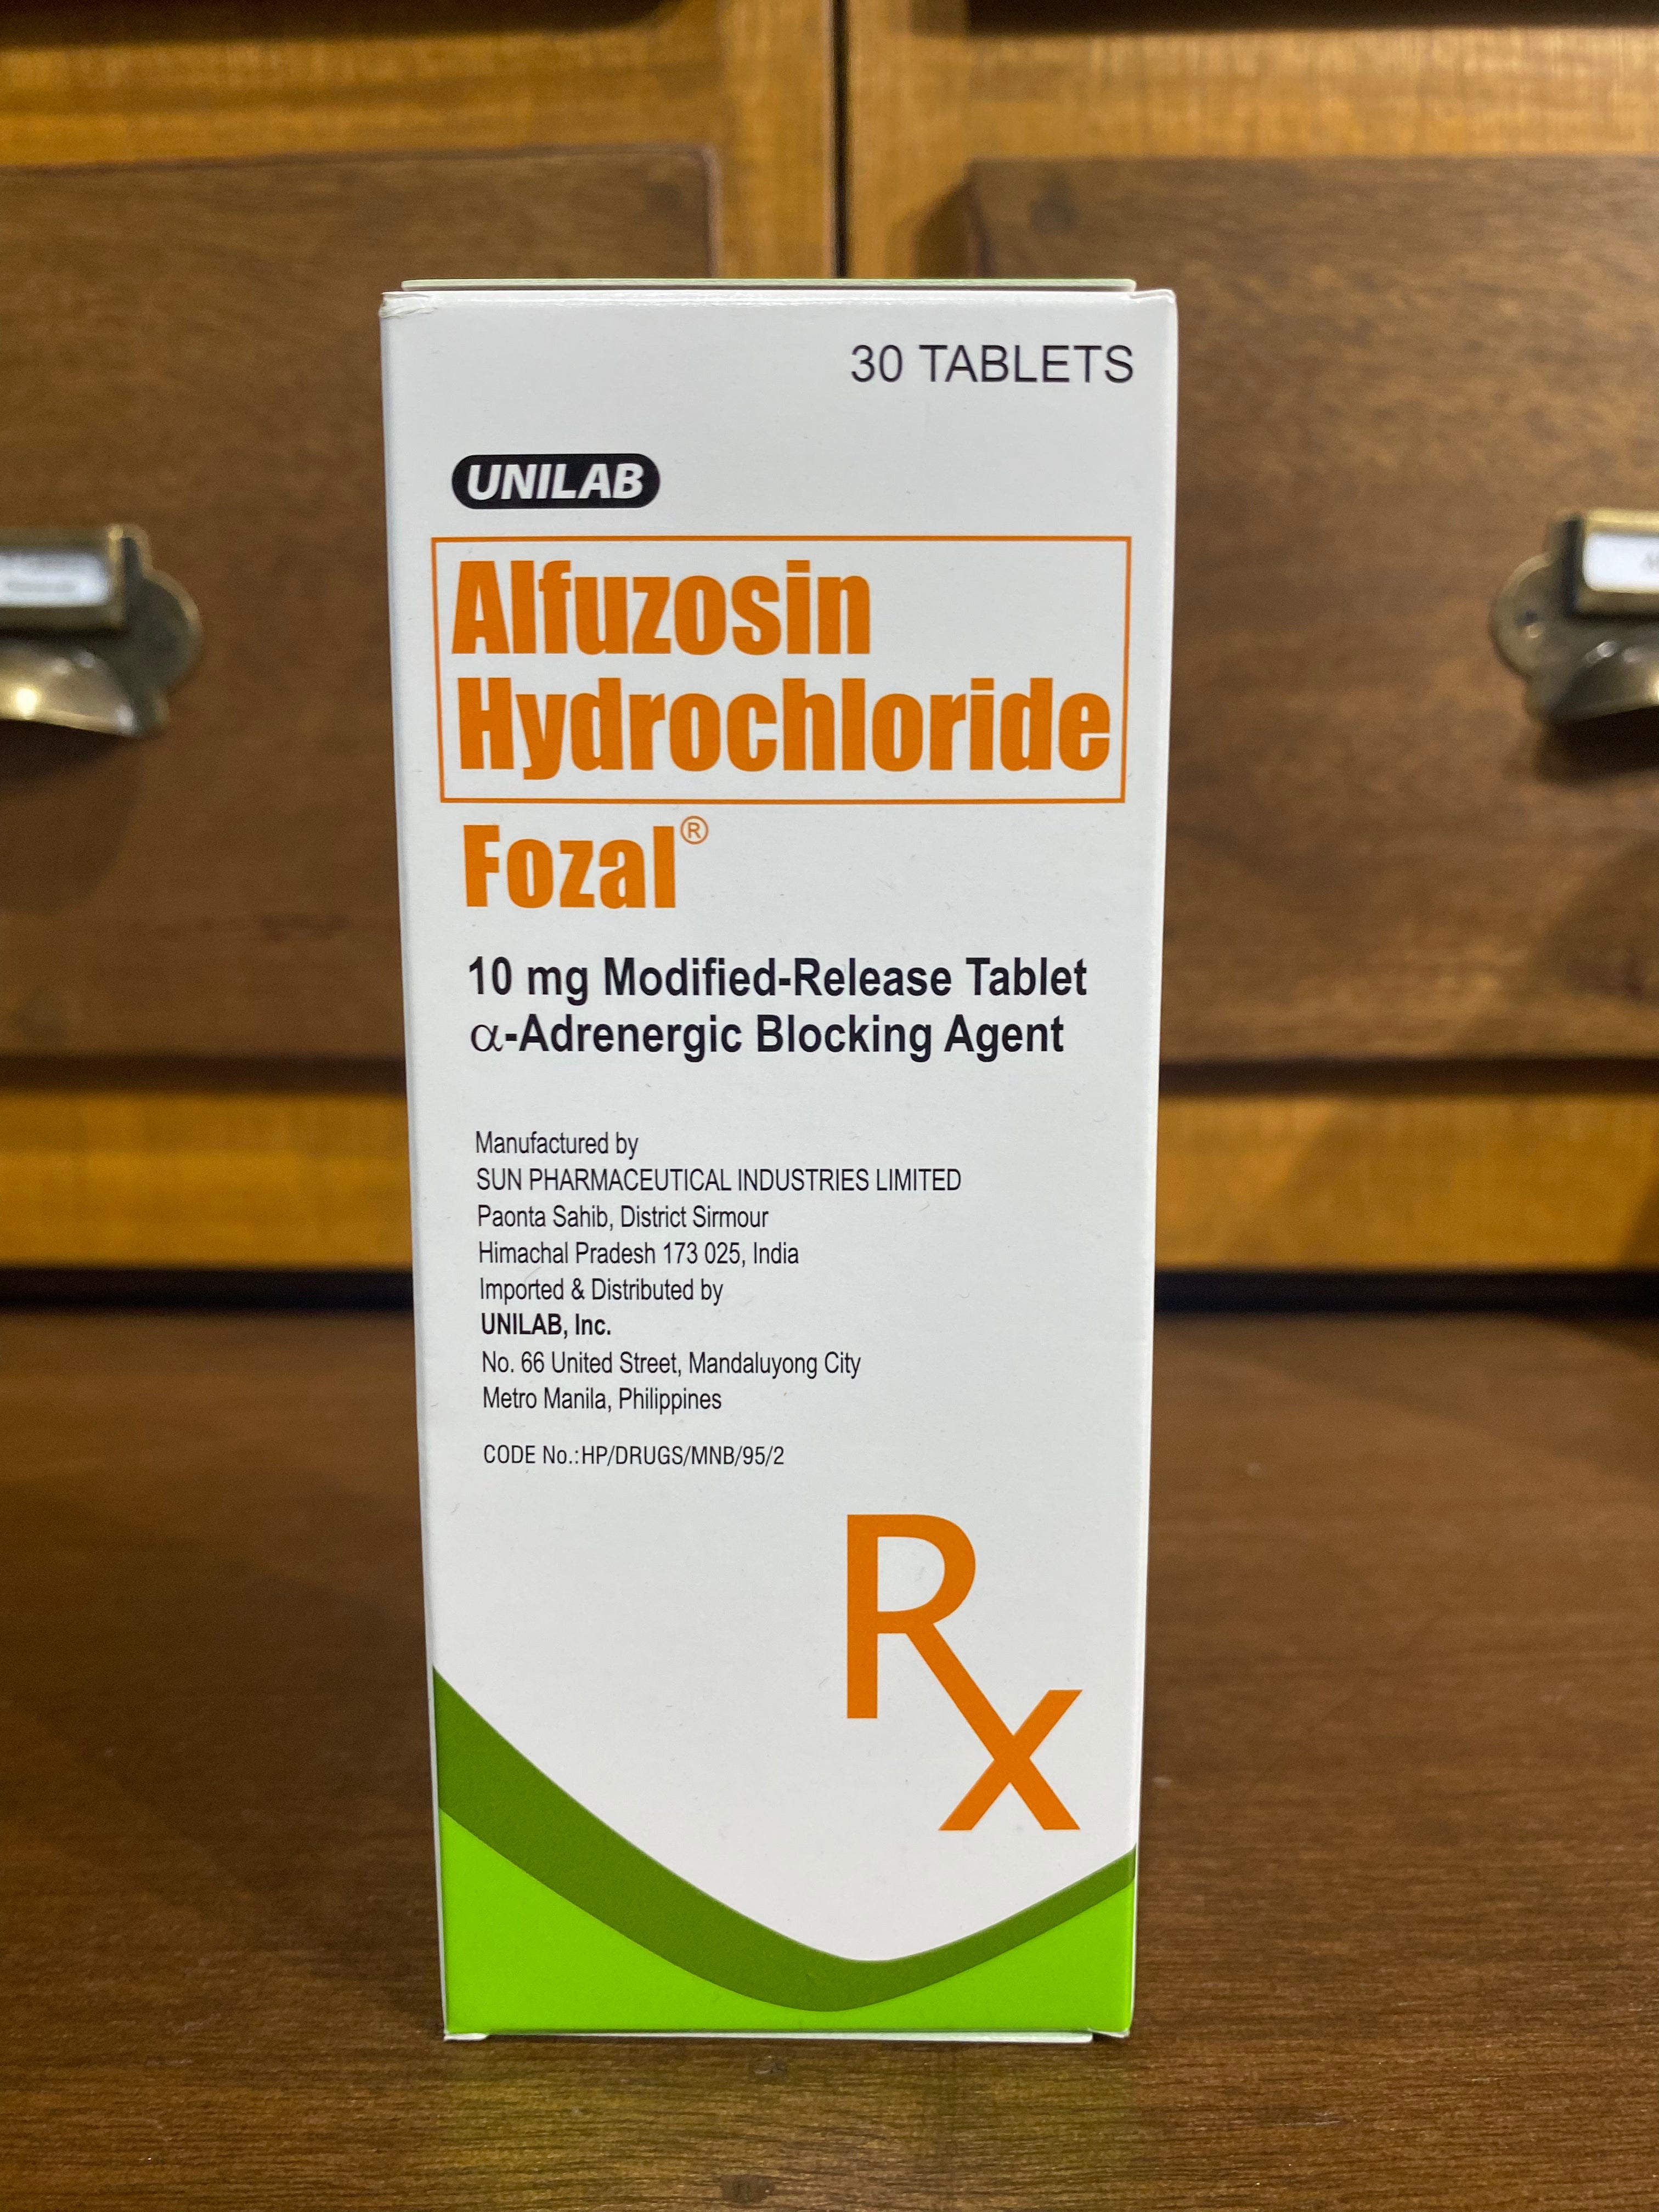 30 TABLETS
UNILAB
Alfuzosin
Hydrochloride
Fozal®
10 mg Modified-Release Tablet
α-Adrenergic Blocking Agent
Manufactured by
SUN PHARMACEUTICAL INDUSTRIES LIMITED
Paonta Sahib, District Sirmour
Himachal Pradesh 173 025, India
Imported & Distributed by
UNILAB, Inc.
No. 66 United Street, Mandaluyong City
Metro Manila, Philippines
CODE No.:HP/DRUGS/MNB/95/2
Rx